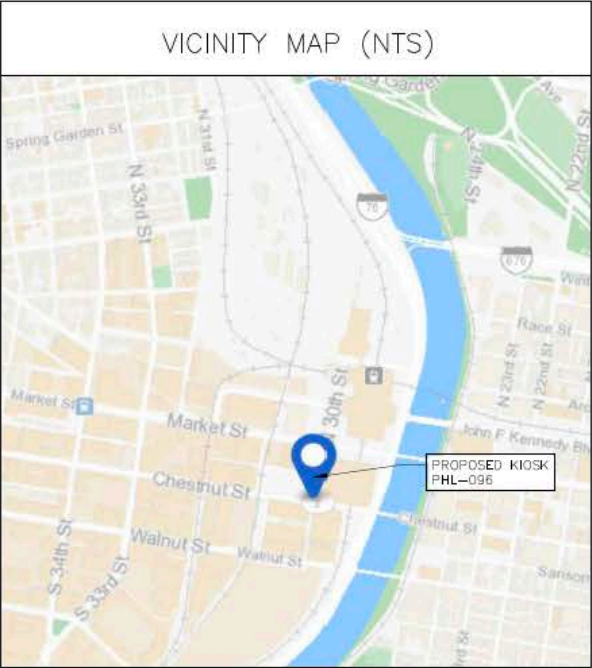 VICINITY MAP (NTS)
Spring Garden
Ave
Spring Garden St
N 31st St
N 33rd St
N 24th St
N 22nd St
76
676
Race St
N 23rd St
N 22nd St
Market St
Market St
30th St
John F Kennedy Blv
PROPOSED KIOSK
PHL-096
Chestnut St
Chestnut St
Walnut St
Walnut St
Sansom
S 34th St
S 33rd St